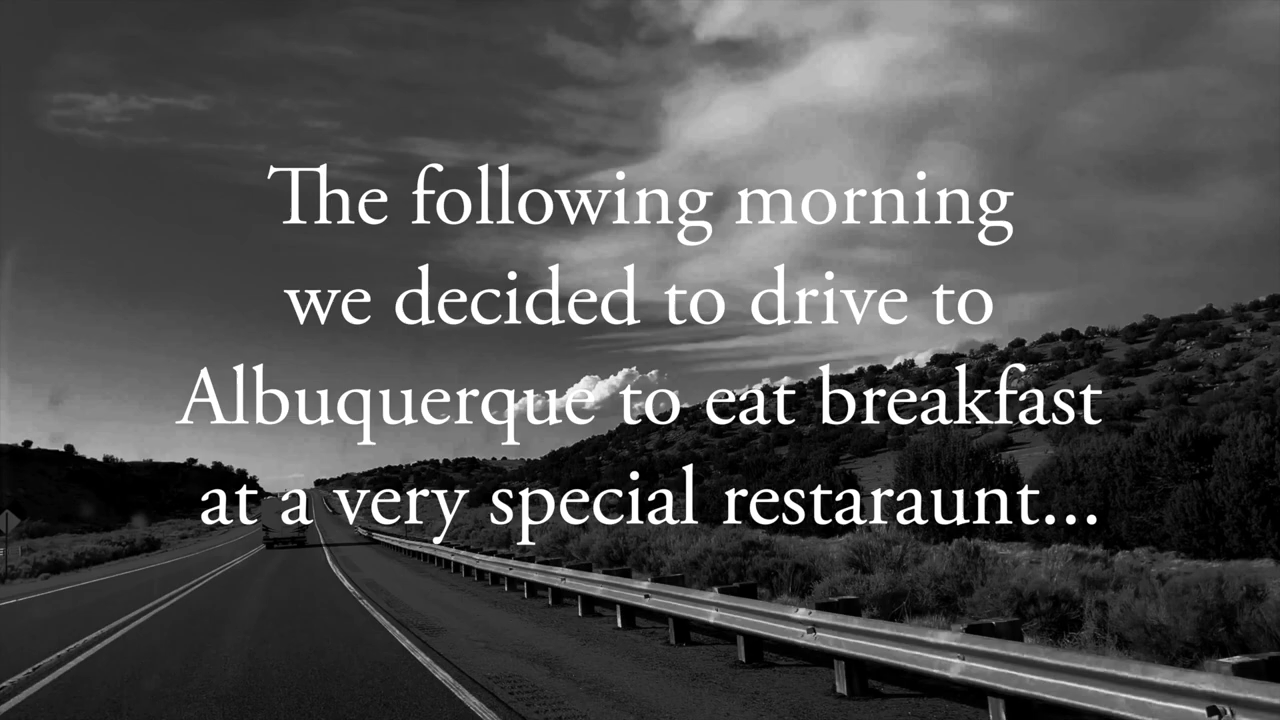 The following morning
we decided to drive to
Albuquerque to eat breakfast
at a very special restaraunt...